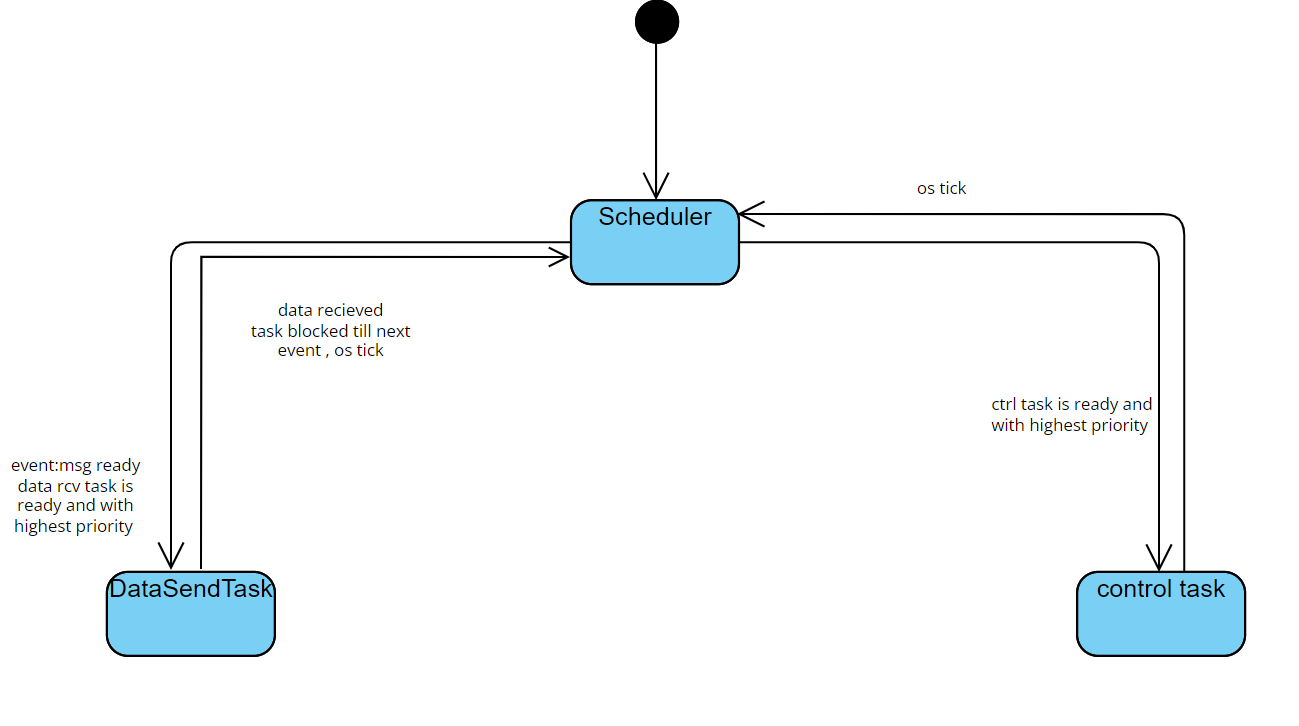 os tick
Scheduler
data recieved
task blocked till next
event , os tick
ctrl task is ready and
with highest priority
event:msg ready
data rcv task is
ready and with
highest priority
DataSendTask
control task